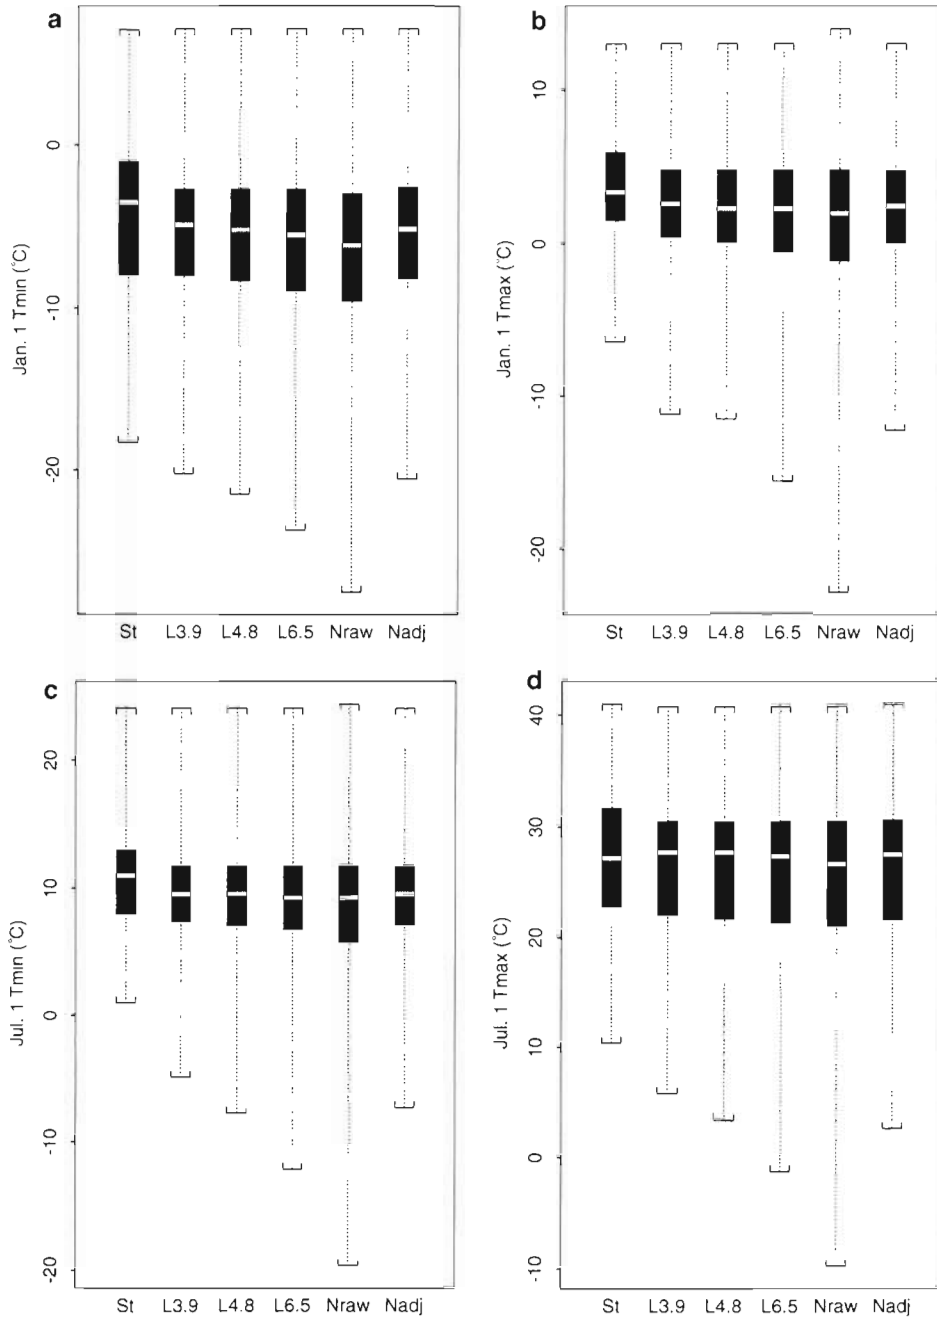 a
0
-10
-20
Jan. 1 Tmin (°C)
St L3.9 L4.8 L6.5 Nraw Nadj
b
10
0
-10
-20
Jan. 1 Tmax (°C)
St L3.9 L4.8 L6.5 Nraw Nadj
c
20
10
0
-10
-20
Jul. 1 Tmin (°C)
St L3.9 L4.8 L6.5 Nraw Nadj
d
40
30
20
10
0
-10
Jul. 1 Tmax (°C)
St L3.9 L4.8 L6.5 Nraw Nadj